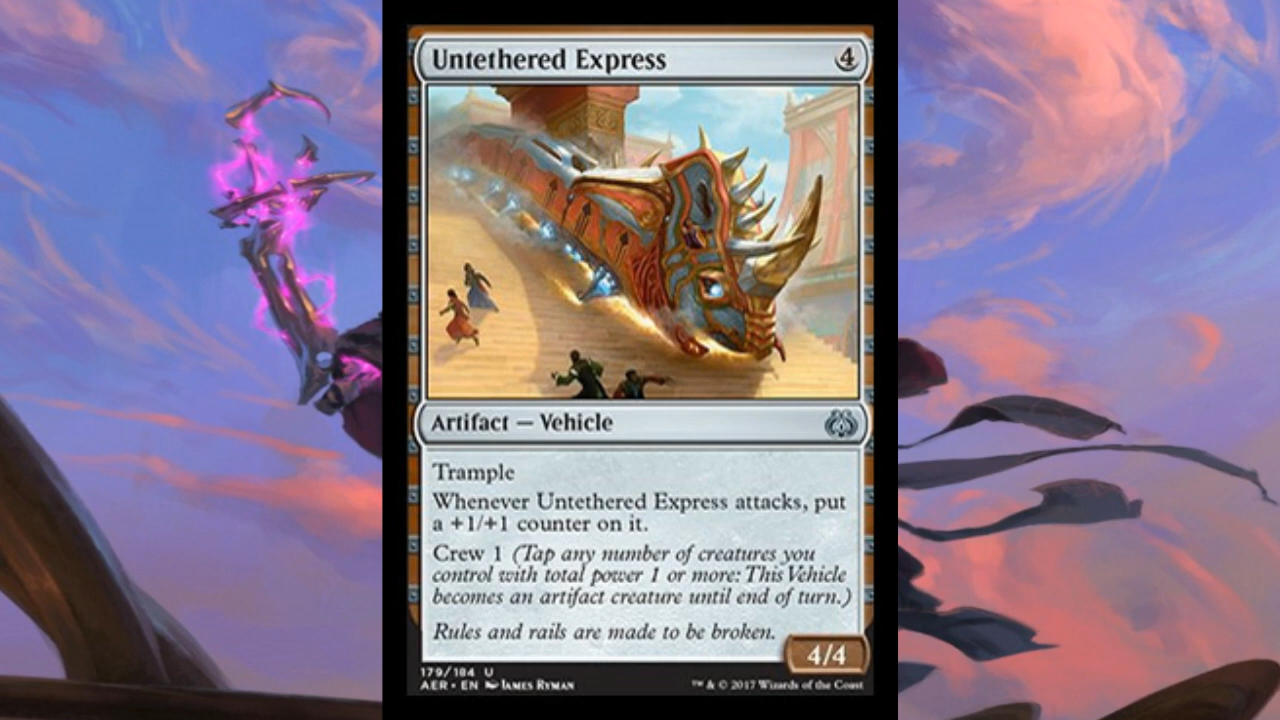 Untethered Express 4
Artifact — Vehicle
Trample
Whenever Untethered Express attacks, put
a +1/+1 counter on it.
Crew 1 (Tap any number of creatures you
control with total power 1 or more: This Vehicle
becomes an artifact creature until end of turn.)
Rules and rails are made to be broken.
4/4
179/184 U
AER • EN James Ryman
™ & © 2017 Wizards of the Coast